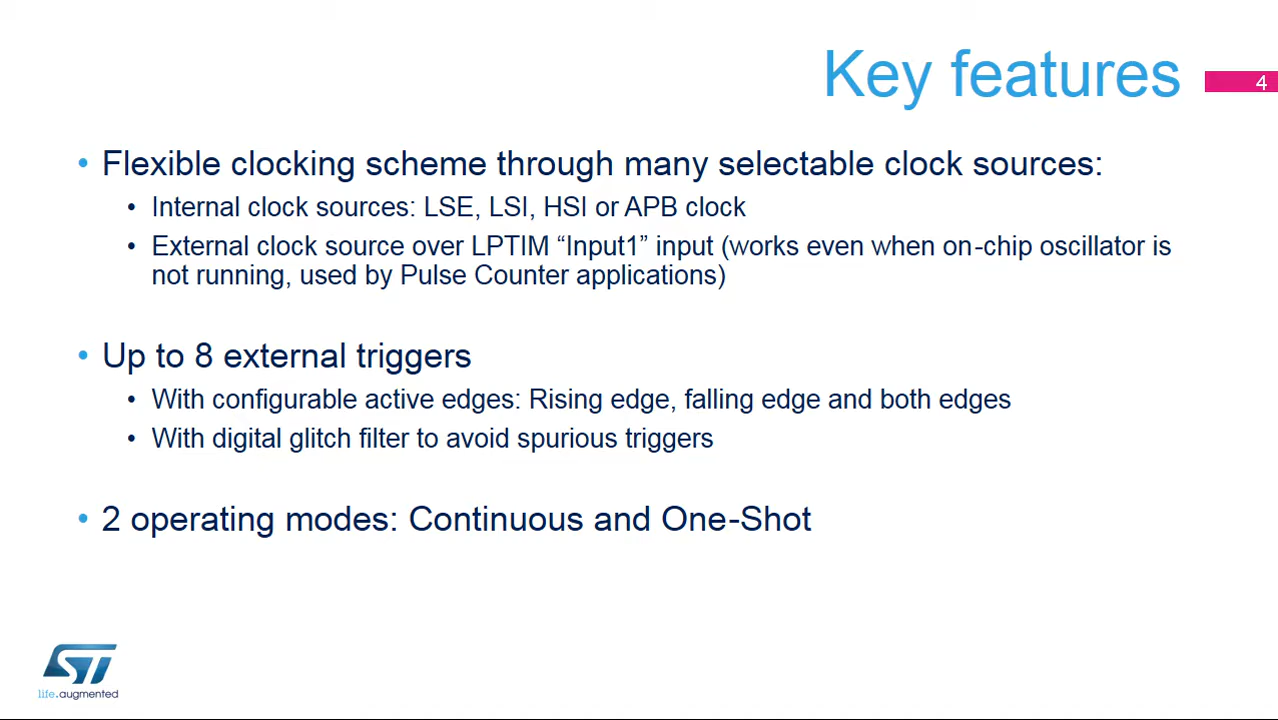 Key features
4
• Flexible clocking scheme through many selectable clock sources:
• Internal clock sources: LSE, LSI, HSI or APB clock
• External clock source over LPTIM “Input1” input (works even when on-chip oscillator is
not running, used by Pulse Counter applications)
• Up to 8 external triggers
• With configurable active edges: Rising edge, falling edge and both edges
• With digital glitch filter to avoid spurious triggers
• 2 operating modes: Continuous and One-Shot
ST
life.augmented